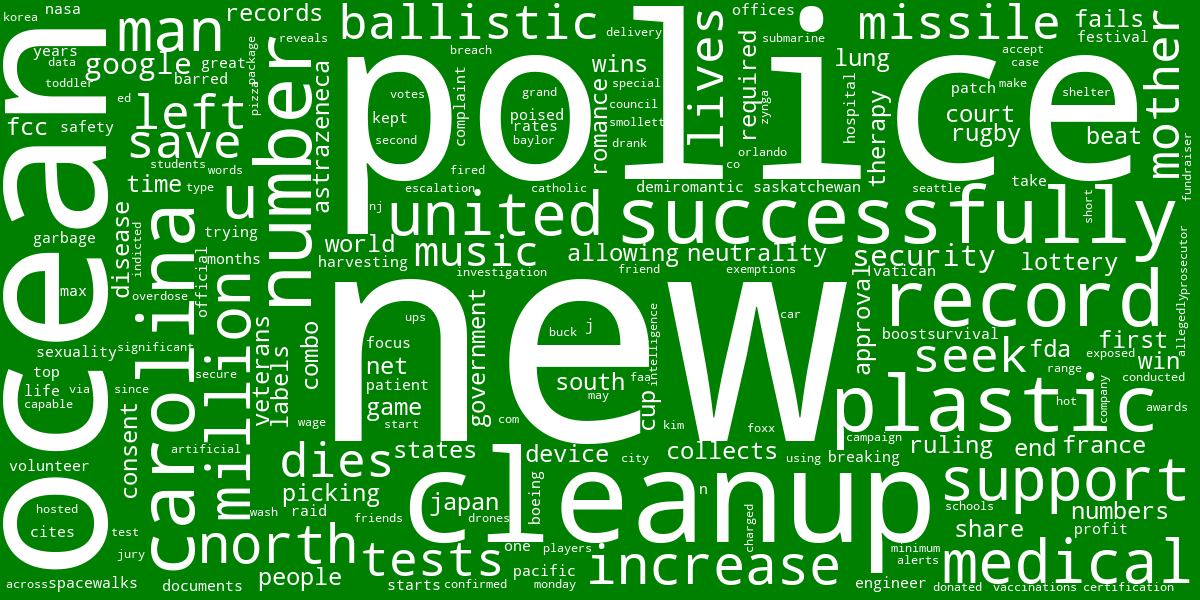 korea
nasa
man
records
ballistic
delivery
offices
missile
fails
festival
years
data
toddler
google
great
barred
package
reveals
breach
police
submarine
lung
accept
case
mother
ocean
ed
pizza
number
votes
complaint
wins
special
lives
required
patch
make
shelter
fcc
safety
left
save
kept
second
grand
poised
rates
baylor
romance
council
smollett
drank
zynga
hospital
therapy
court
rugby
beat
students
words
astrazeneca
fired
co
orlando
time
type
escalation
catholic
demiromantic
saskatchewan
seattle
take
fundraiser
u
nj
united
successfully
short
garbage
disease
indicted
carolina
trying
world
harvesting
music
allowing
neutrality
security
lottery
prosecutor
months
official
investigation
friend
exemptions
approval
vatican
max
overdose
million
new
record
allegedly
sexuality
significant
veterans
labels
combo
ups
focus
government
buck
j
intelligence
car
boostsurvival
seek
fda
first
exposed
win
top
life
via
since
secure
net
patient
south
faa
may
range
conducted
capable
consent
game
start
wage
com
cup
kim
foxx
plastic
hot
company
awards
volunteer
artificial
dies
states
cleanup
device
city
collects
using
campaign
breaking
ruling
end
france
hosted
cites
picking
japan
boeing
n
support
wash
raid
friends
drones
charged
schools
numbers
share
profit
test
jury
north
tests
one
players
increase
minimum
alerts
medical
across
spacewalks
documents
people
starts
confirmed
pacific
monday
engineer
donated
vaccinations
certification